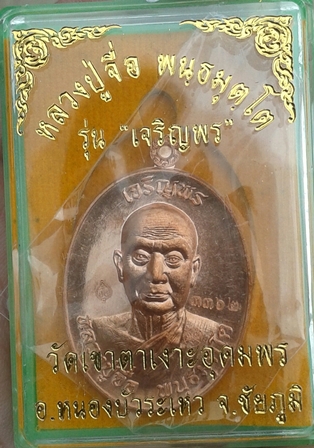 หลวงปู่จื่อ พนฺธมุตฺโต
รุ่น "เจริญพร"
เจริญพร
๓๓๖๒
วัดเขาตาเงาะอุดมพร
อ.หนองบัวระเหว จ.ชัยภูมิ